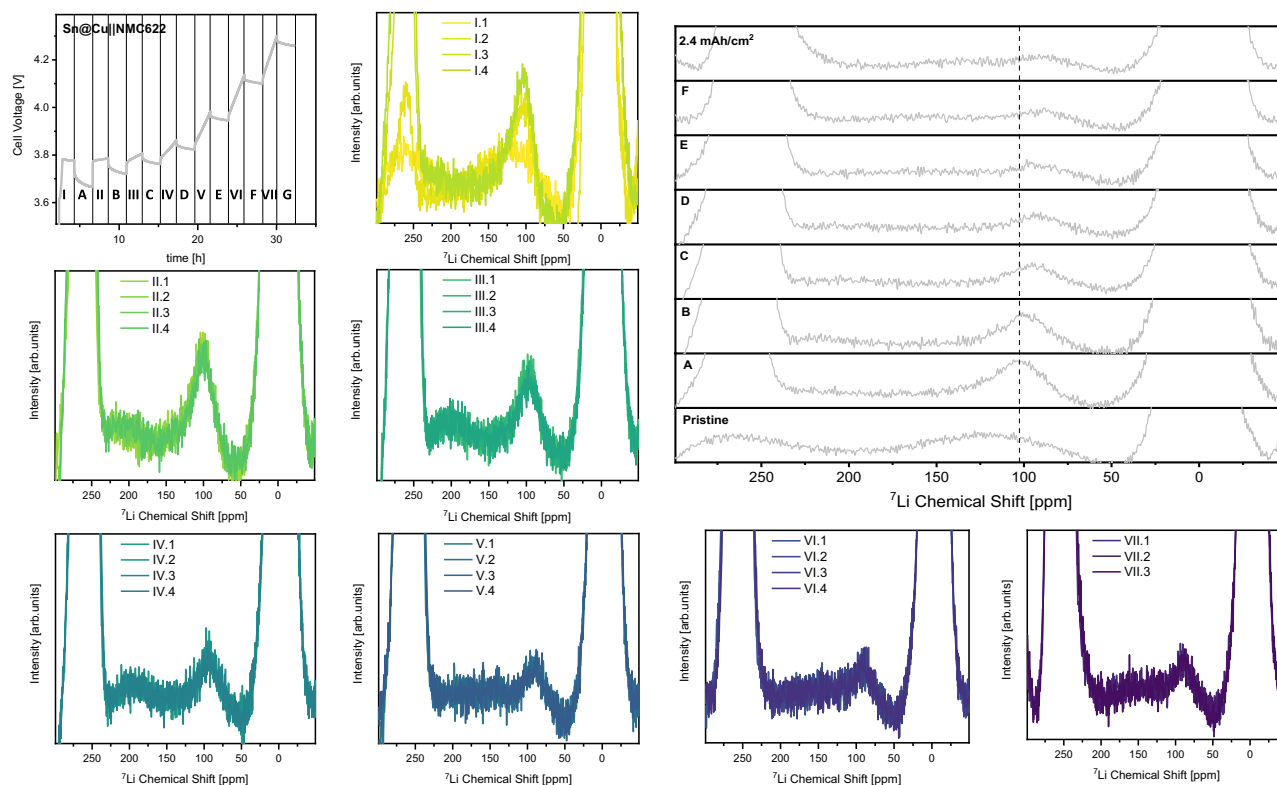 Sn@Cu||NMC622
Cell Voltage [V]
4.2
4.0
3.8
3.6
I A II B III C IV D V E VI F VII G
10 20 30
time [h]
Intensity [arb.units]
I.1
I.2
I.3
I.4
250 200 150 100 50 0
⁷Li Chemical Shift [ppm]
2.4 mAh/cm²
F
E
D
C
B
A
Pristine
250 200 150 100 50 0
⁷Li Chemical Shift [ppm]
Intensity [arb.units]
II.1
II.2
II.3
II.4
250 200 150 100 50 0
⁷Li Chemical Shift [ppm]
Intensity [arb.units]
III.1
III.2
III.3
III.4
250 200 150 100 50 0
⁷Li Chemical Shift [ppm]
Intensity [arb.units]
IV.1
IV.2
IV.3
IV.4
250 200 150 100 50 0
⁷Li Chemical Shift [ppm]
Intensity [arb.units]
V.1
V.2
V.3
V.4
250 200 150 100 50 0
⁷Li Chemical Shift [ppm]
Intensity [arb.units]
VI.1
VI.2
VI.3
VI.4
250 200 150 100 50 0
⁷Li Chemical Shift [ppm]
Intensity [arb.units]
VII.1
VII.2
VII.3
250 200 150 100 50 0
⁷Li Chemical Shift [ppm]